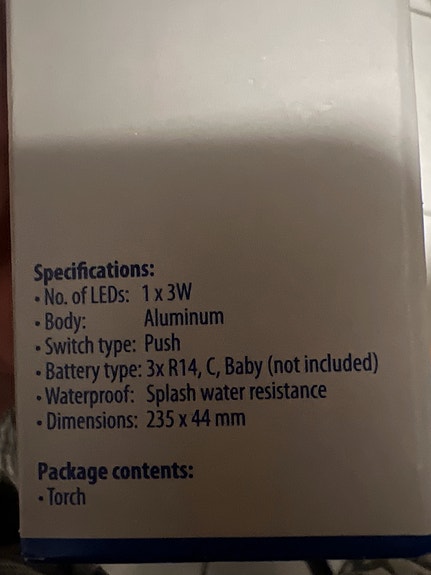 Specifications:
• No. of LEDs: 1 x 3W
• Body: Aluminum
• Switch type: Push
• Battery type: 3x R14, C, Baby (not included)
• Waterproof: Splash water resistance
• Dimensions: 235 x 44 mm
Package contents:
• Torch